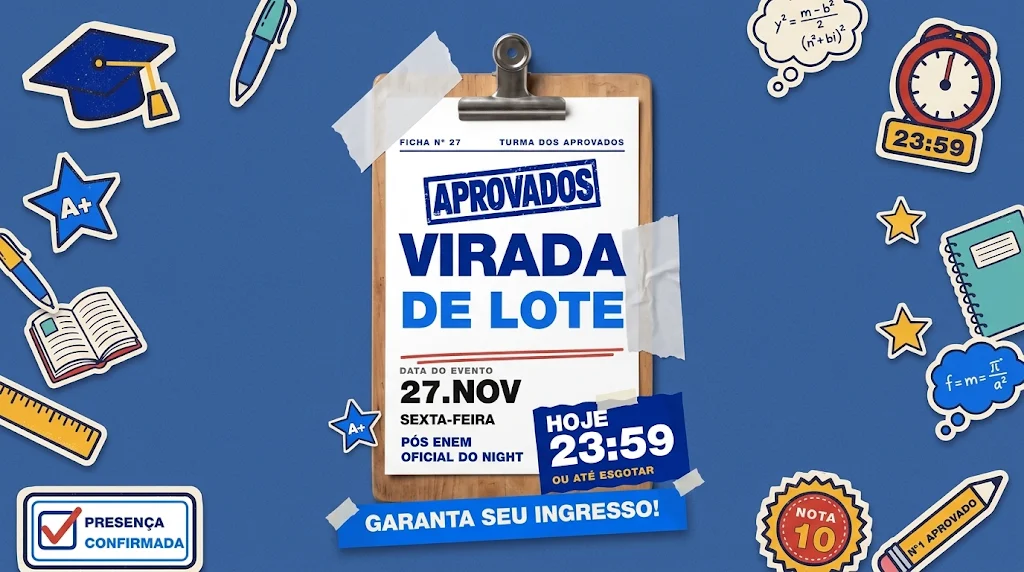 FICHA Nº 27
TURMA DOS APROVADOS
APROVADOS
VIRADA
DE LOTE
DATA DO EVENTO
27.NOV
SEXTA-FEIRA
PÓS ENEM
OFICIAL DO NIGHT
HOJE
23:59
OU ATÉ ESGOTAR
GARANTA SEU INGRESSO!
A+
A+
PRESENÇA
CONFIRMADA
23:59
NOTA
10
Nº1 APROVADO